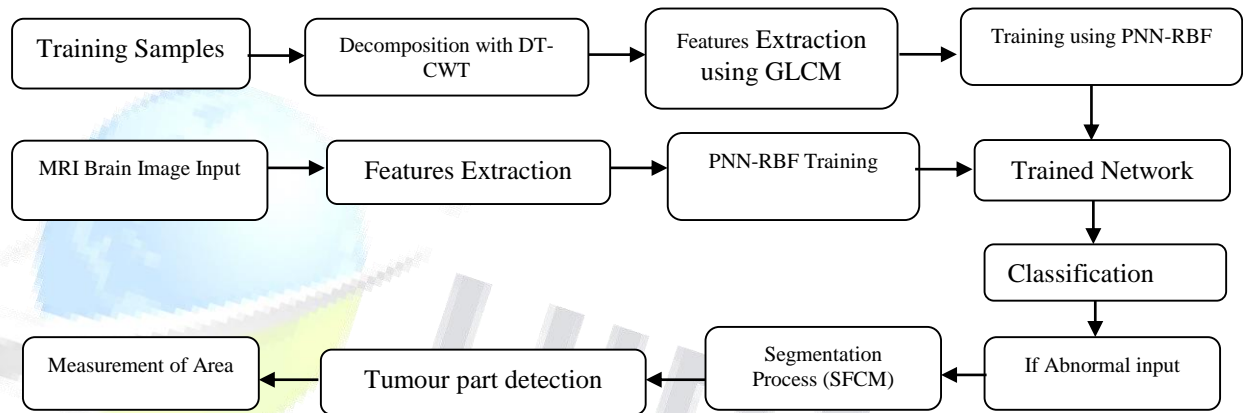 Training Samples
Decomposition with DT-
CWT
Features Extraction
using GLCM
Training using PNN-RBF
MRI Brain Image Input
Features Extraction
PNN-RBF Training
Trained Network
Classification
If Abnormal input
Segmentation
Process (SFCM)
Tumour part detection
Measurement of Area